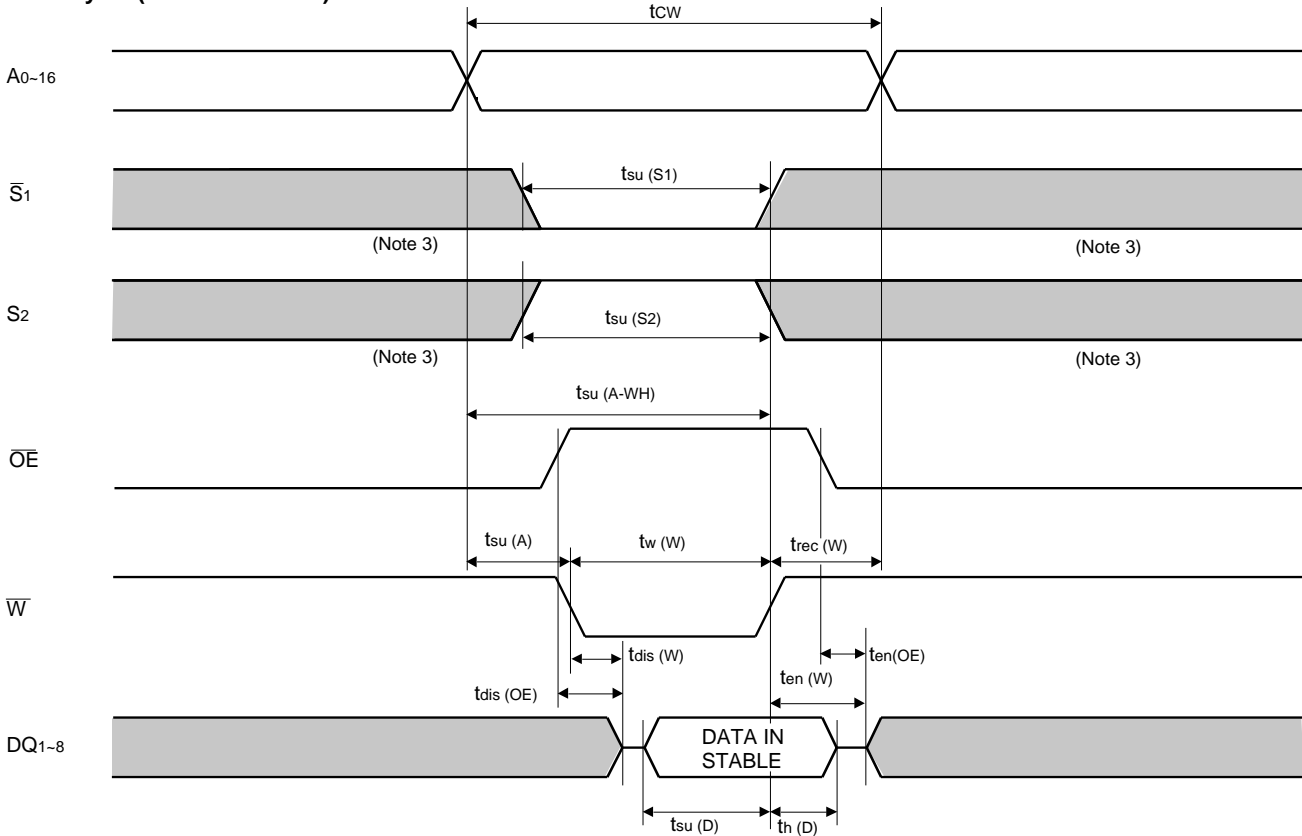 tCW
A0~16
S1
tsu (S1)
(Note 3)
(Note 3)
S2
tsu (S2)
(Note 3)
(Note 3)
tsu (A-WH)
OE
tsu (A)
tw (W)
trec (W)
W
tdis (W)
ten(OE)
tdis (OE)
ten (W)
DQ1~8
DATA IN
STABLE
tsu (D)
th (D)